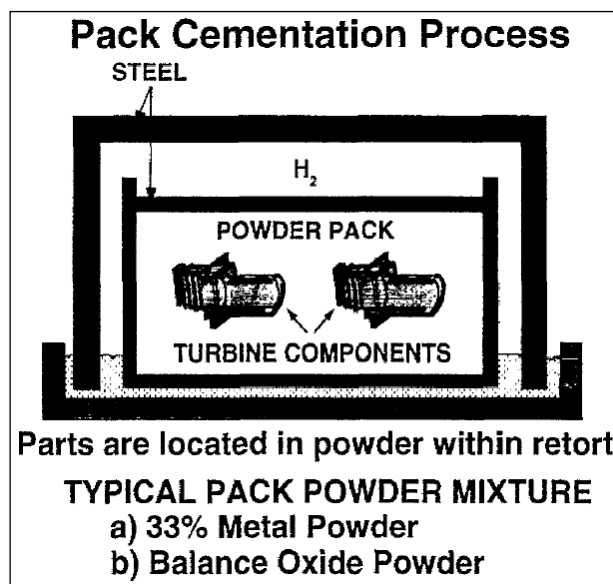 Pack Cementation Process
STEEL
H₂
POWDER PACK
TURBINE COMPONENTS
Parts are located in powder within retort
TYPICAL PACK POWDER MIXTURE
a) 33% Metal Powder
b) Balance Oxide Powder